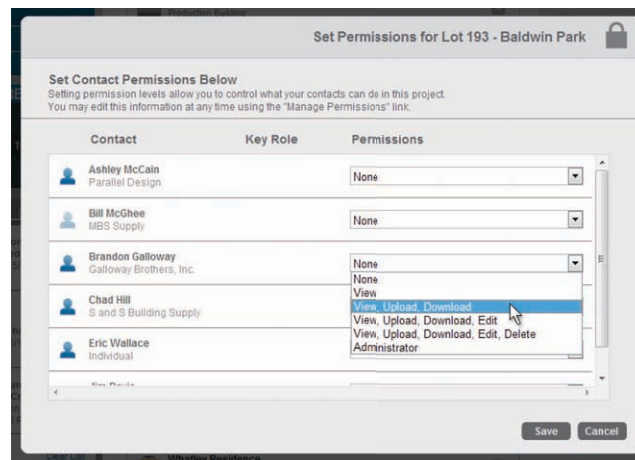 Production Building
Set Permissions for Lot 193 - Baldwin Park
Set Contact Permissions Below
Setting permission levels allow you to control what your contacts can do in this project.
You may edit this information at any time using the "Manage Permissions" link.
Contact Key Role Permissions
Ashley McCain
Parallel Design
None
Bill McGhee
MBS Supply
None
Brandon Galloway
Galloway Brothers, Inc.
None
None
View
View, Upload, Download
View, Upload, Download, Edit
View, Upload, Download, Edit, Delete
Administrator
Chad Hill
S and S Building Supply
Eric Wallace
Individual
Save Cancel
Clear List
Whatley Residence